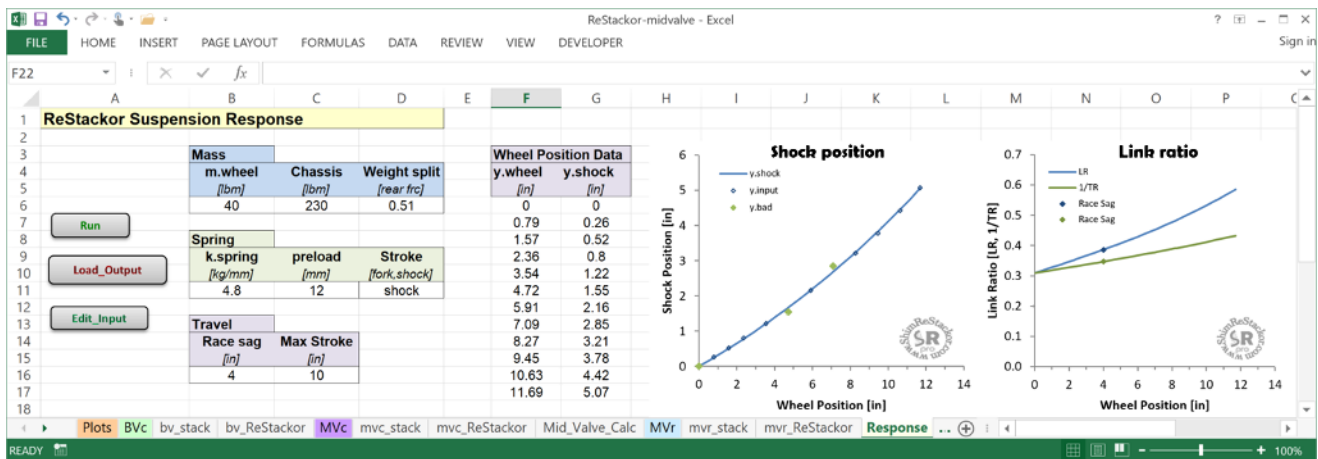 ReStackor-midvalve - Excel
Sign in
FILE HOME INSERT PAGE LAYOUT FORMULAS DATA REVIEW VIEW DEVELOPER
F22 fx
A B C D E F G H I J K L M N O P
1 ReStackor Suspension Response
2
3 Mass Wheel Position Data
4 m.wheel Chassis Weight split y.wheel y.shock
5 [lbm] [lbm] [rear frc] [in] [in]
6 40 230 0.51 0 0
7 Run 0.79 0.26
8 Spring 1.57 0.52
9 k.spring preload Stroke 2.36 0.8
10 Load_Output [kg/mm] [mm] [fork,shock] 3.54 1.22
11 4.8 12 shock 4.72 1.55
12 Edit_Input 5.91 2.16
13 Travel 7.09 2.85
14 Race sag Max Stroke 8.27 3.21
15 [in] [in] 9.45 3.78
16 4 10 10.63 4.42
17 11.69 5.07
18
Shock position
y.shock
y.input
y.bad
Shock Position [in]
6
5
4
3
2
1
0
0 2 4 6 8 10 12 14
Wheel Position [in]
ShimReStackor
SR
pro
www.
.com
Link ratio
LR
1/TR
Race Sag
Race Sag
Link Ratio [LR, 1/TR]
0.7
0.6
0.5
0.4
0.3
0.2
0.1
0.0
0 2 4 6 8 10 12 14
Wheel Position [in]
ShimReStackor
SR
pro
www.
.com
Plots BVc bv_stack bv_ReStackor MVc mvc_stack mvc_ReStackor Mid_Valve_Calc MVr mvr_stack mvr_ReStackor Response ...
READY 100%